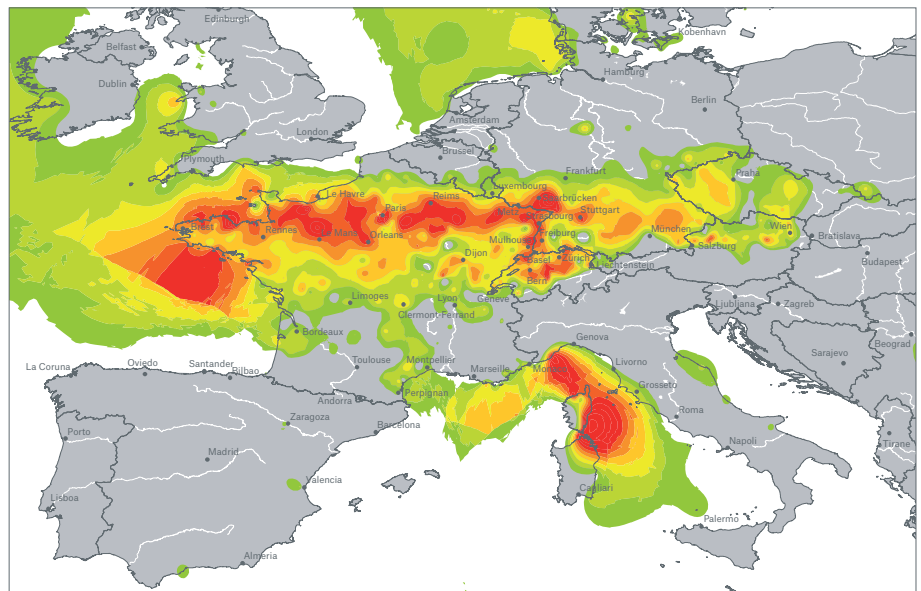 Edinburgh
Kobenhavn
Belfast
Hamburg
Dublin
Berlin
Amsterdam
London
Brussel
Plymouth
Frankfurt
Praha
Luxembourg
Le Havre
Reims
Saarbrücken
Paris
Metz
Strasbourg
Stuttgart
Brest
Rennes
Le Mans
Orleans
Freiburg
München
Wien
Bratislava
Mulhouse
Salzburg
Dijon
Basel
Zürich
Liechtenstein
Budapest
Bern
Limoges
Lyon
Geneve
Clermont-Ferrand
Ljubljana
Zagreb
Bordeaux
Genova
Beograd
Sarajevo
La Coruna
Oviedo
Santander
Bilbao
Toulouse
Montpellier
Marseille
Livorno
Andorra
Perpignan
Grosseto
Zaragoza
Barcelona
Roma
Porto
Napoli
Tirane
Madrid
Valencia
Lisboa
Cagliari
Palermo
Almeria